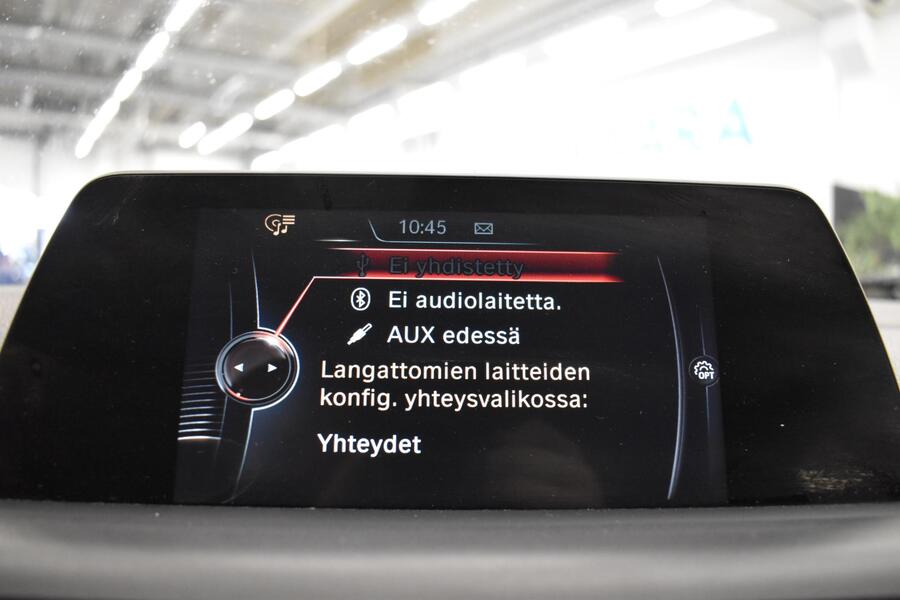 10:45
Ei yhdistetty
Ei audiolaitetta.
AUX edessä
Langattomien laitteiden
konfig. yhteysvalikossa:
OPT
Yhteydet